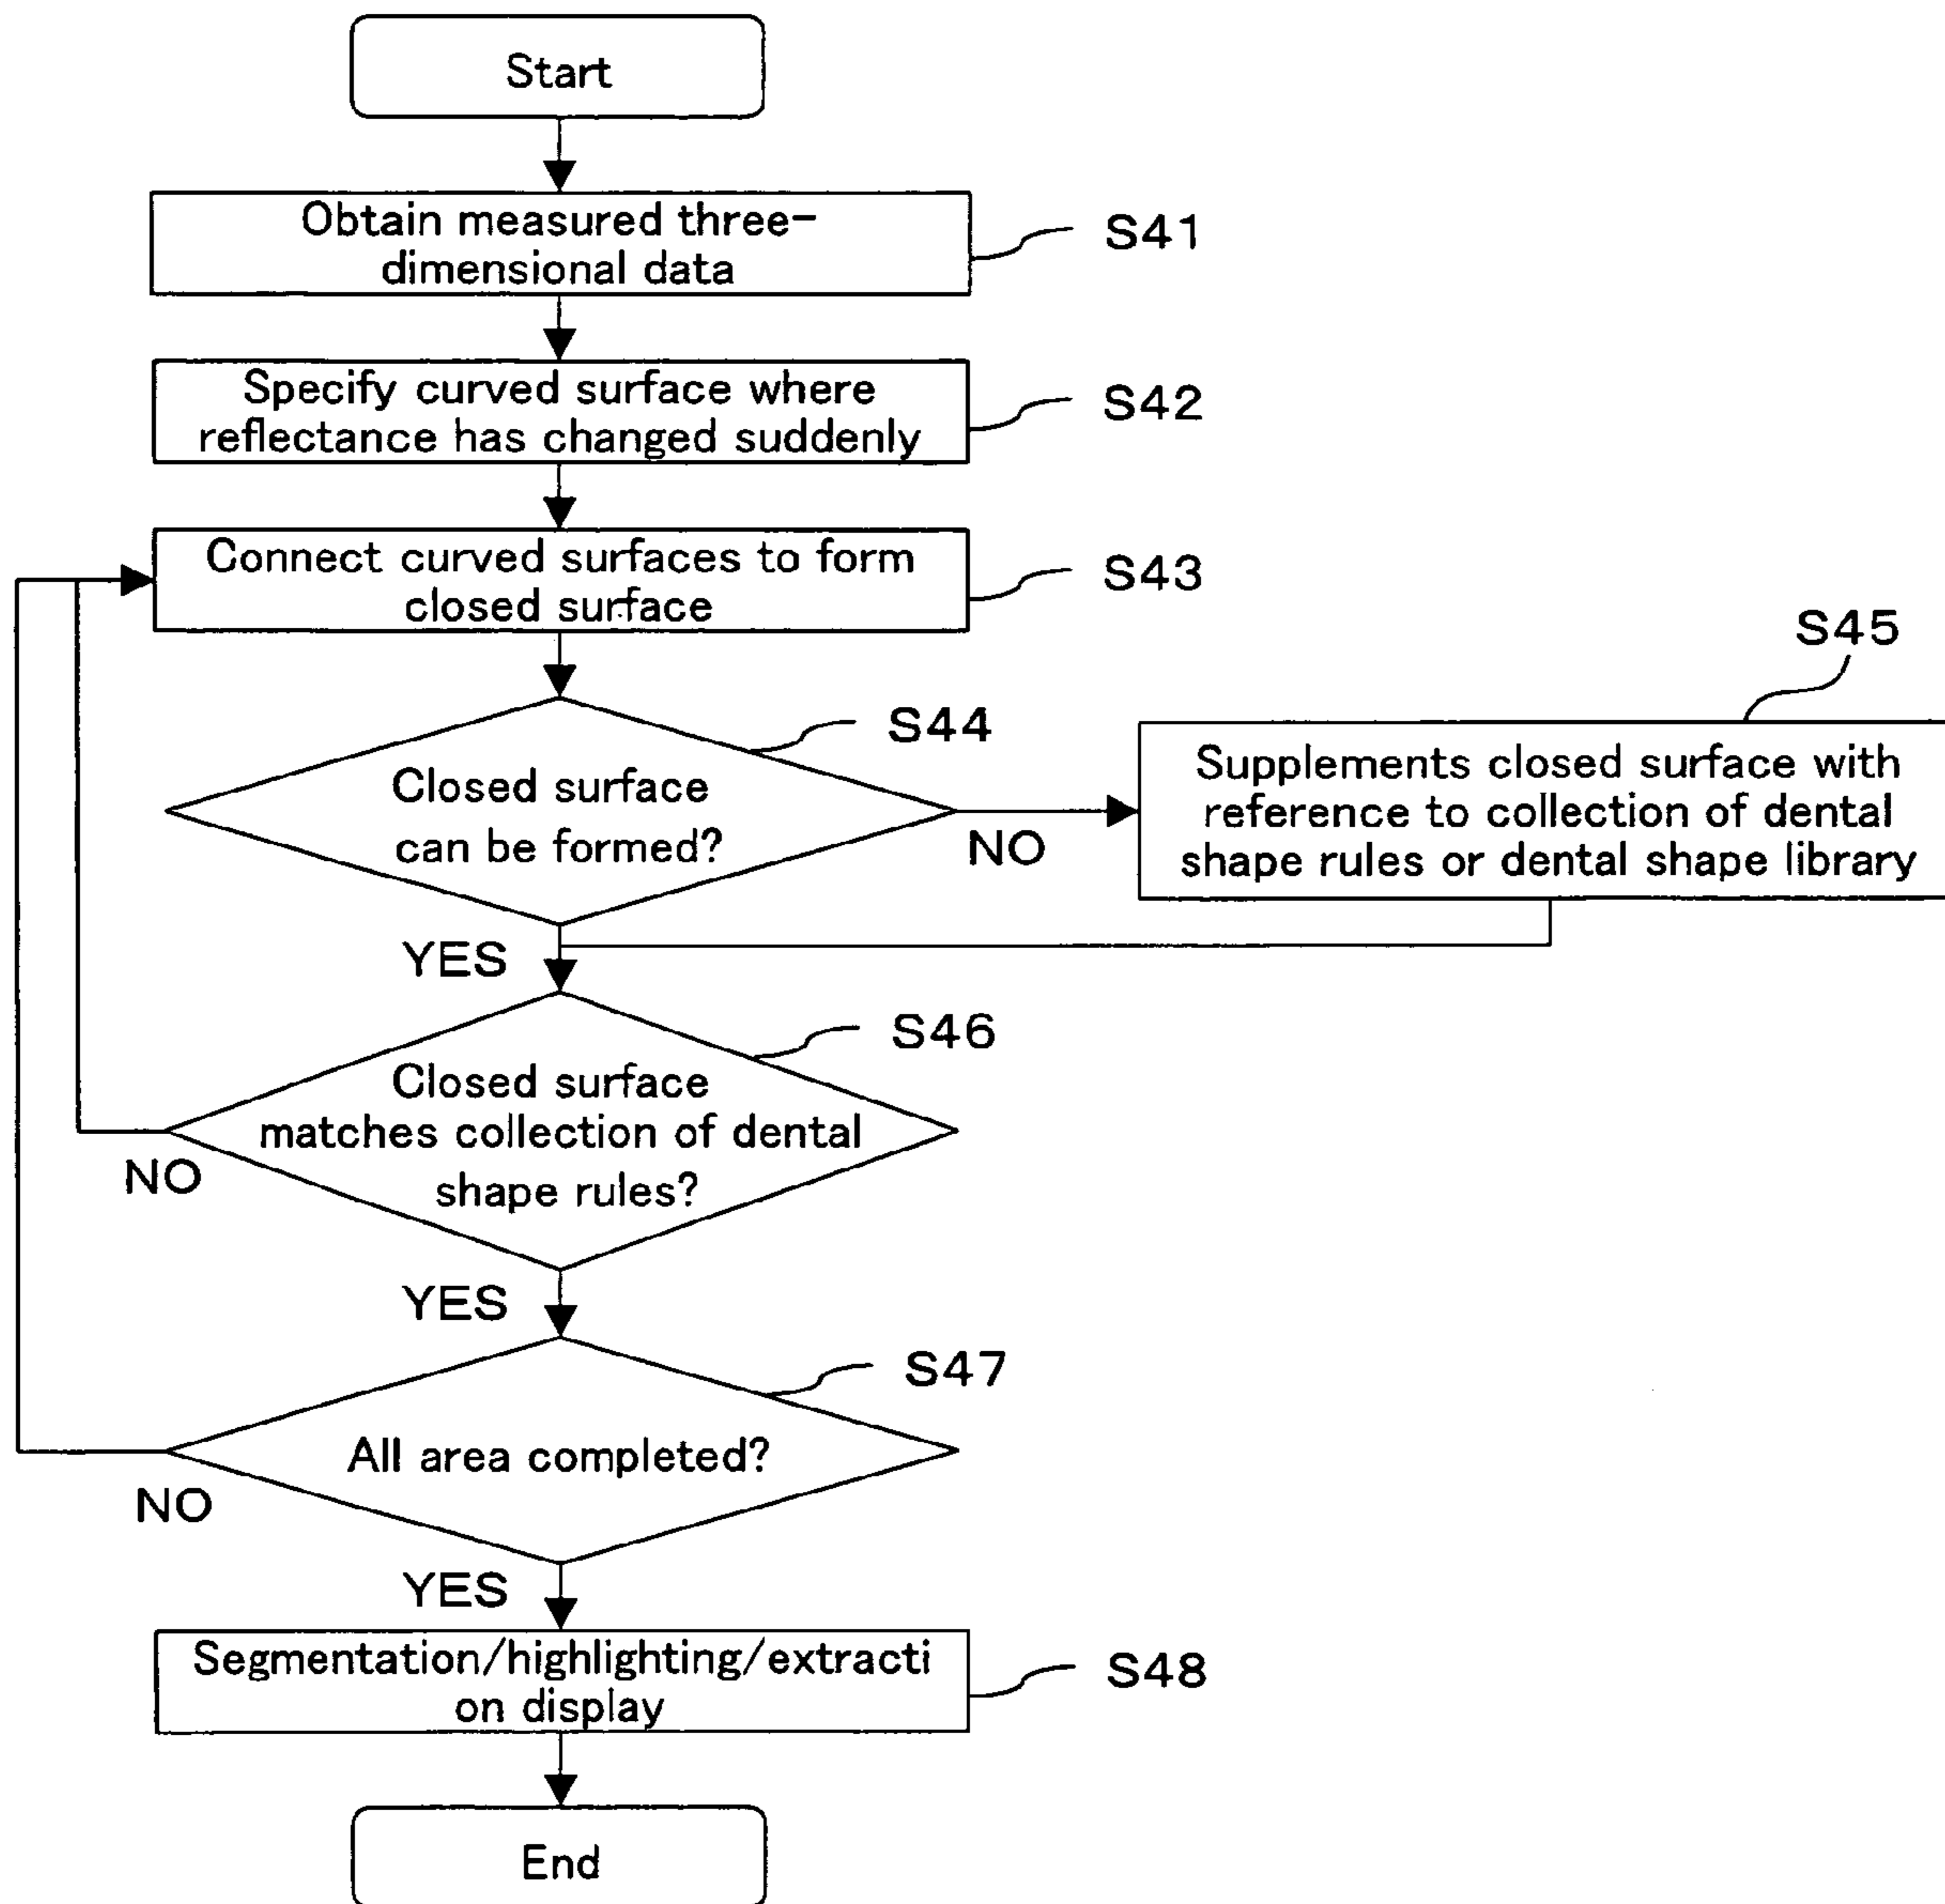 Start
Obtain measured three-
dimensional data
S41
Specify curved surface where
reflectance has changed suddenly
S42
Connect curved surfaces to form
closed surface
S43
S44
Closed surface
can be formed?
NO
YES
S45
Supplements closed surface with
reference to collection of dental
shape rules or dental shape library
S46
Closed surface
matches collection of dental
shape rules?
NO
YES
S47
All area completed?
NO
YES
Segmentation/highlighting/extracti
on display
S48
End